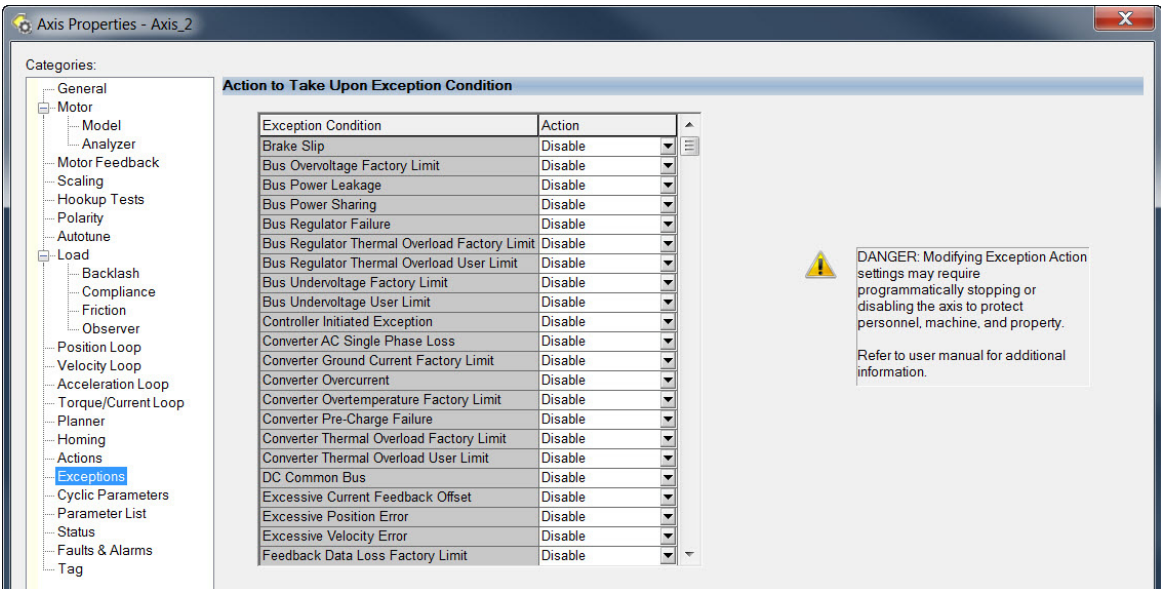 Axis Properties - Axis_2
X
Categories:
General
Motor
Model
Analyzer
Motor Feedback
Scaling
Hookup Tests
Polarity
Autotune
Load
Backlash
Compliance
Friction
Observer
Position Loop
Velocity Loop
Acceleration Loop
Torque/Current Loop
Planner
Homing
Actions
Exceptions
Cyclic Parameters
Parameter List
Status
Faults & Alarms
Tag
Action to Take Upon Exception Condition
Exception Condition Action
Brake Slip Disable
Bus Overvoltage Factory Limit Disable
Bus Power Leakage Disable
Bus Power Sharing Disable
Bus Regulator Failure Disable
Bus Regulator Thermal Overload Factory Limit Disable
Bus Regulator Thermal Overload User Limit Disable
Bus Undervoltage Factory Limit Disable
Bus Undervoltage User Limit Disable
Controller Initiated Exception Disable
Converter AC Single Phase Loss Disable
Converter Ground Current Factory Limit Disable
Converter Overcurrent Disable
Converter Overtemperature Factory Limit Disable
Converter Pre-Charge Failure Disable
Converter Thermal Overload Factory Limit Disable
Converter Thermal Overload User Limit Disable
DC Common Bus Disable
Excessive Current Feedback Offset Disable
Excessive Position Error Disable
Excessive Velocity Error Disable
Feedback Data Loss Factory Limit Disable
DANGER: Modifying Exception Action
settings may require
programmatically stopping or
disabling the axis to protect
personnel, machine, and property.
Refer to user manual for additional
information.